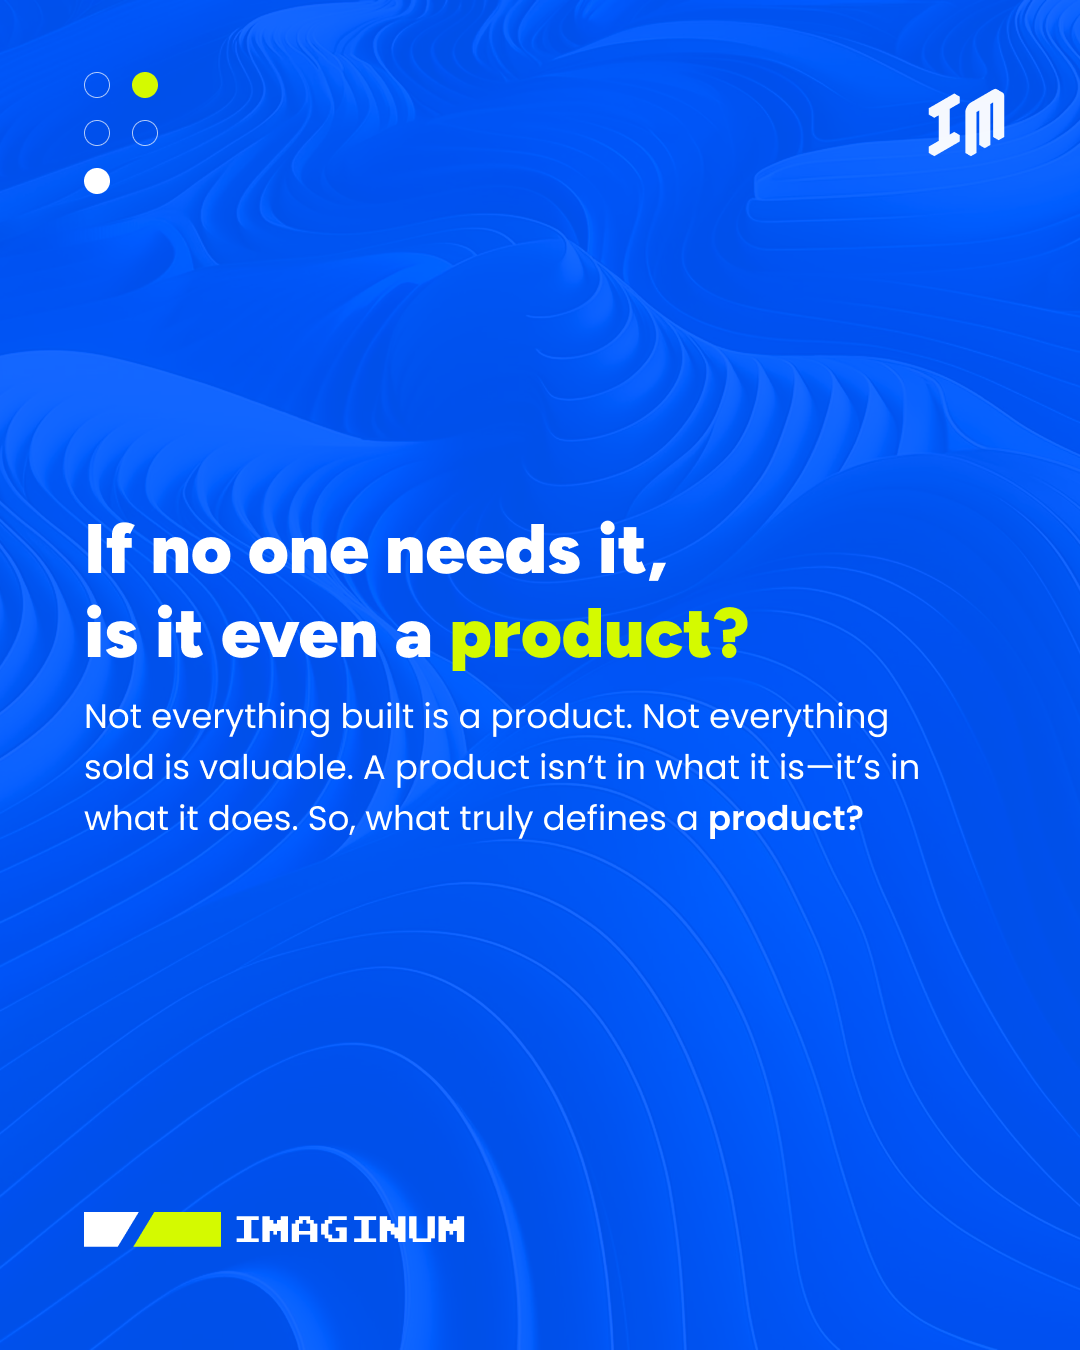 IM
If no one needs it,
is it even a product?
Not everything built is a product. Not everything
sold is valuable. A product isn’t in what it is—it’s in
what it does. So, what truly defines a product?
IMAGINUM